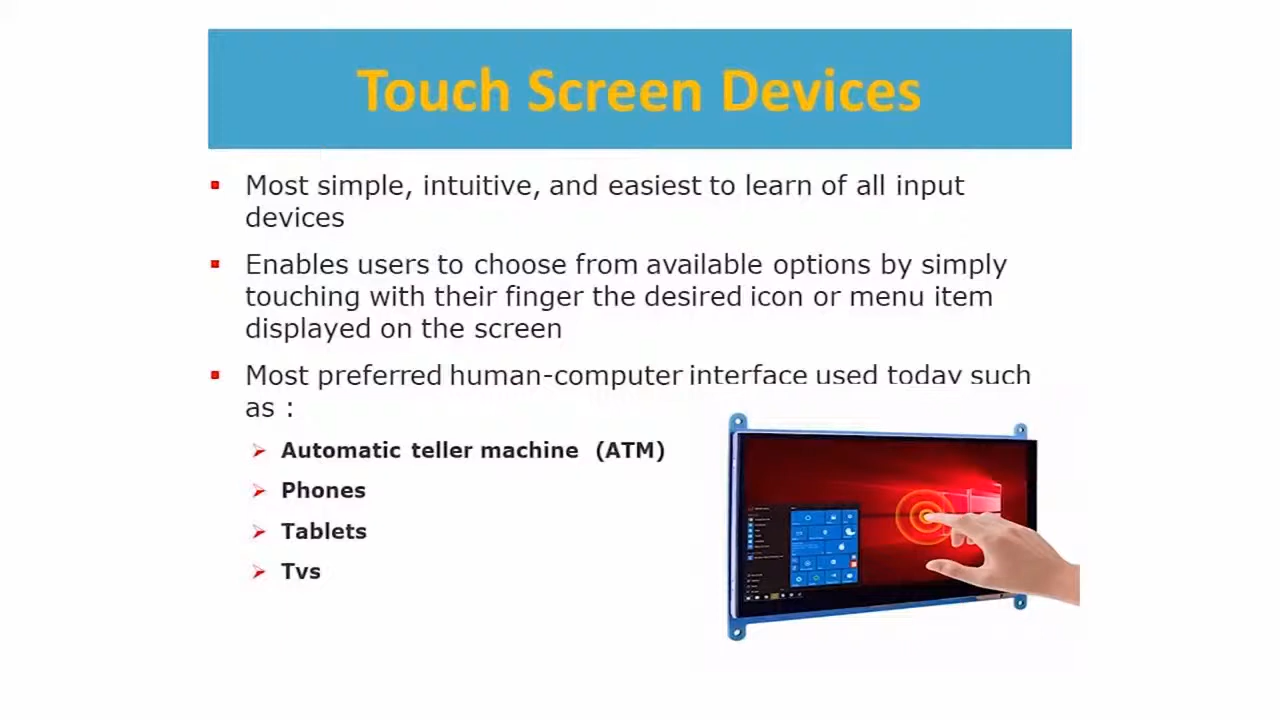 Touch Screen Devices
Most simple, intuitive, and easiest to learn of all input
devices
Enables users to choose from available options by simply
touching with their finger the desired icon or menu item
displayed on the screen
Most preferred human-computer interface used today such
as :
Automatic teller machine (ATM)
Phones
Tablets
Tvs